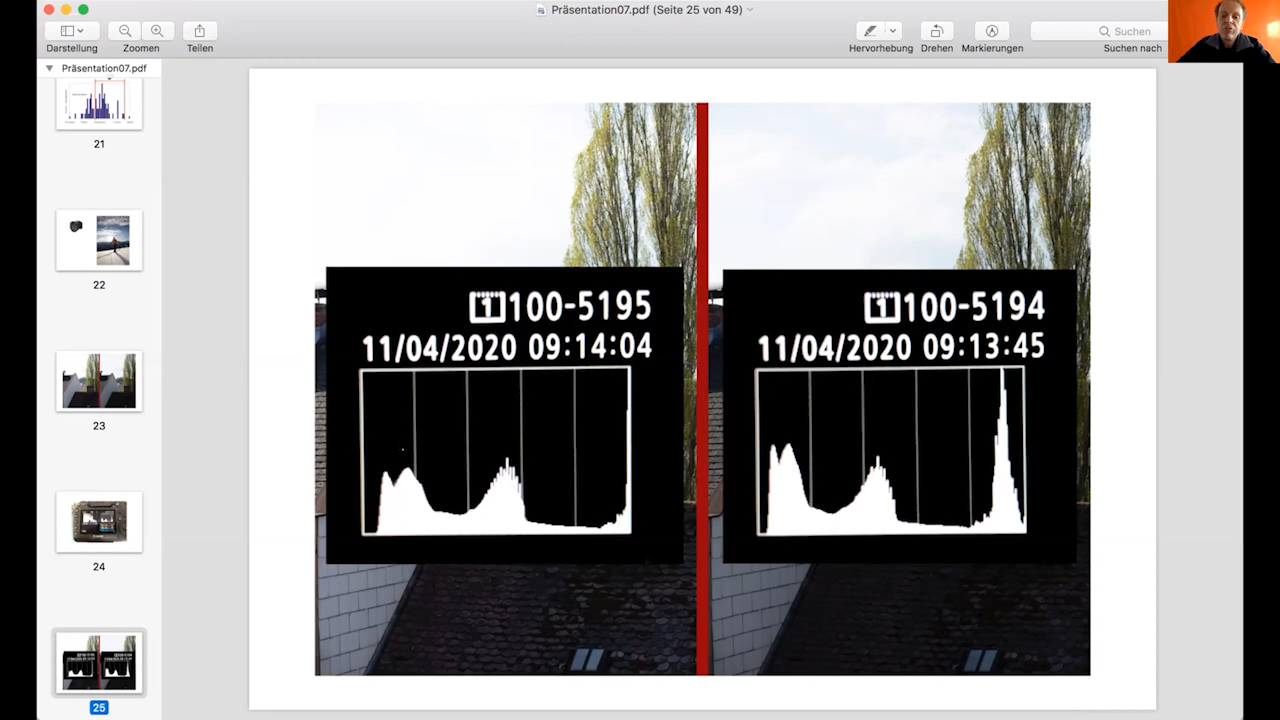 Präsentation07.pdf (Seite 25 von 49)
Darstellung
Zoomen
Teilen
Hervorhebung
Drehen
Markierungen
Suchen
Suchen nach
Präsentation07.pdf
21
22
23
24
25
1 100-5195
11/04/2020 09:14:04
1 100-5194
11/04/2020 09:13:45